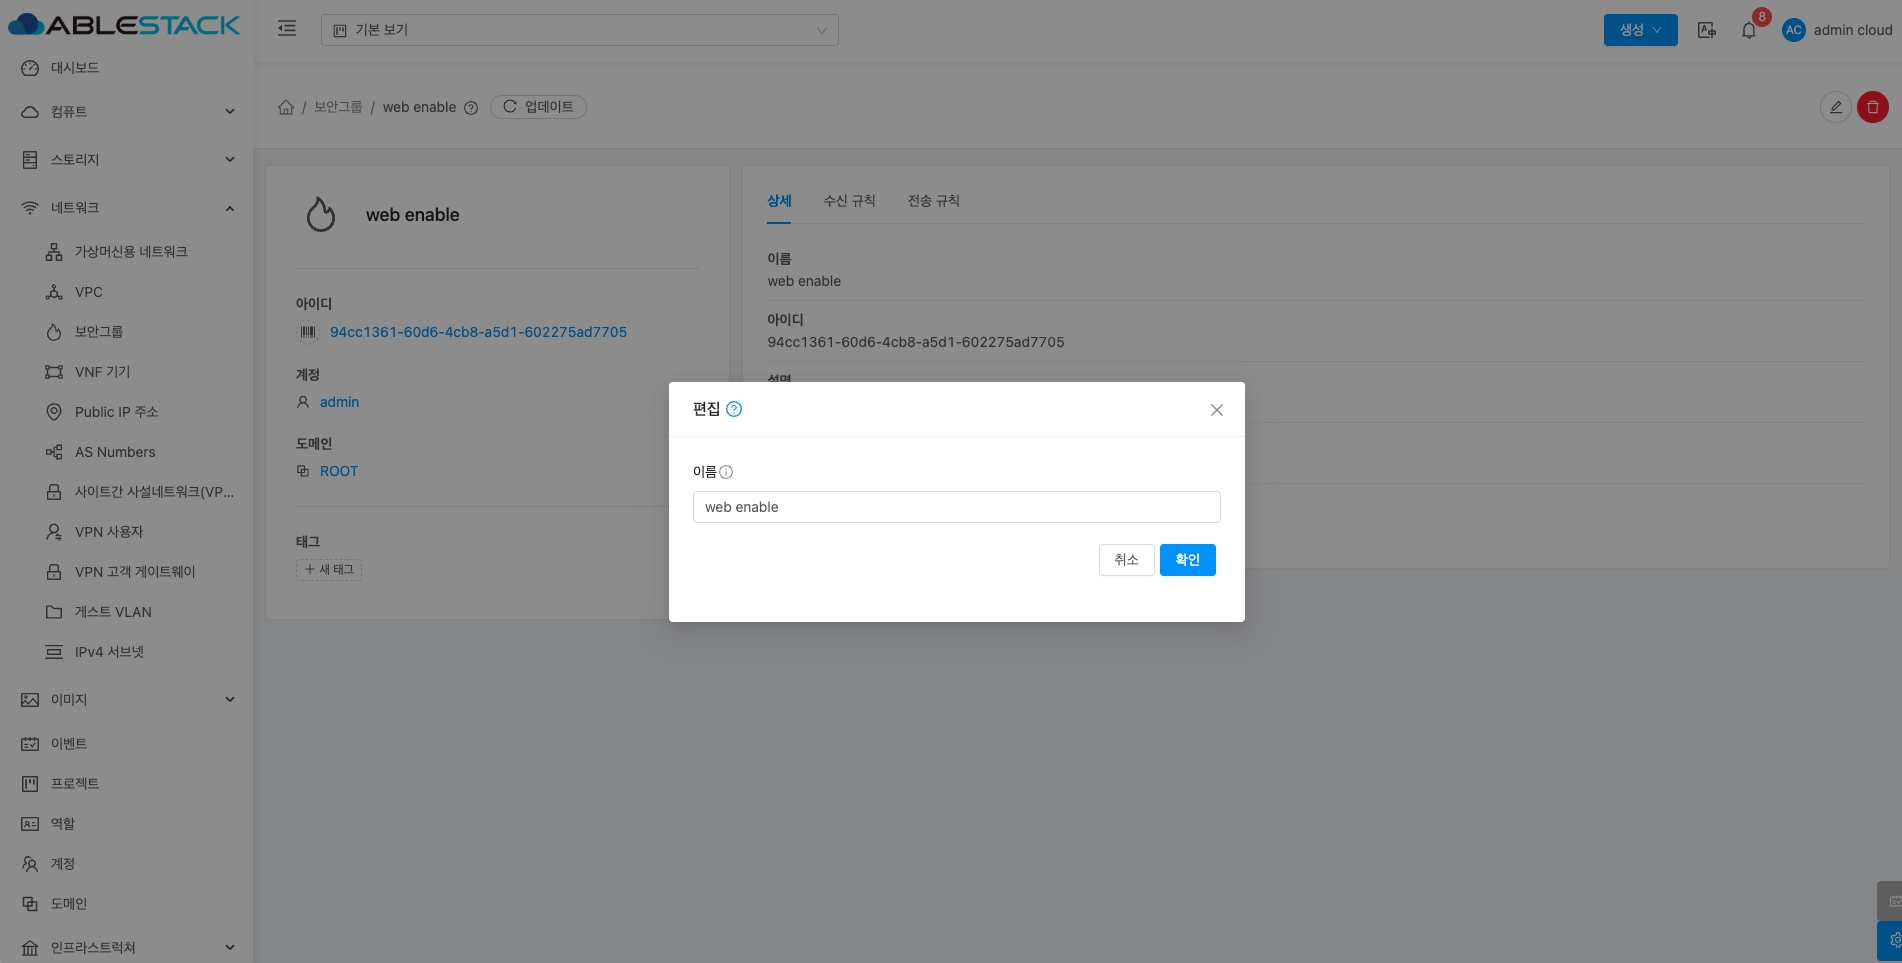 ABLESTACK
기본 보기
생성
8
AC
admin cloud
대시보드
컴퓨트
스토리지
네트워크
가상머신용 네트워크
VPC
보안그룹
VNF 기기
Public IP 주소
AS Numbers
사이트간 사설네트워크(VP...
VPN 사용자
VPN 고객 게이트웨이
게스트 VLAN
IPv4 서브넷
이미지
이벤트
프로젝트
역할
계정
도메인
인프라스트럭쳐
/ 보안그룹 / web enable
업데이트
web enable
아이디
94cc1361-60d6-4cb8-a5d1-602275ad7705
계정
admin
도메인
ROOT
태그
+ 새 태그
상세
수신 규칙
전송 규칙
이름
web enable
아이디
94cc1361-60d6-4cb8-a5d1-602275ad7705
설명
편집
이름
web enable
취소
확인